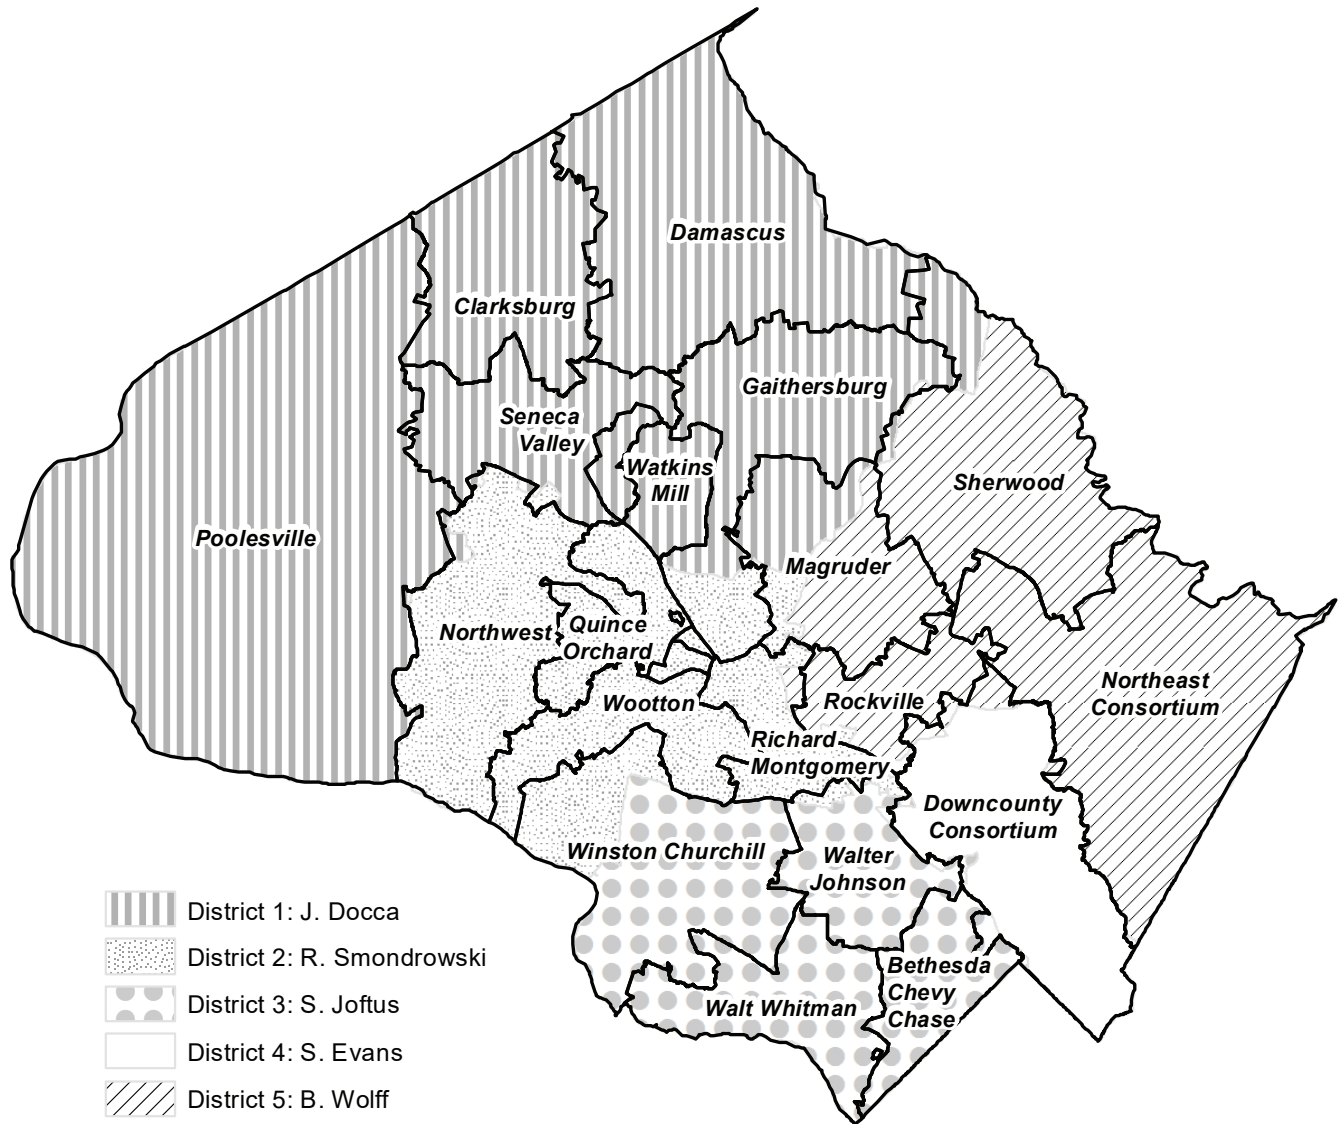 Damascus
Clarksburg
Gaithersburg
Seneca
Valley
Watkins
Mill
Sherwood
Poolesville
Magruder
Northwest
Quince
Orchard
Wootton
Rockville
Northeast
Consortium
Richard
Montgomery
Downcounty
Consortium
Winston Churchill
Walter
Johnson
Bethesda
Chevy
Chase
Walt Whitman
District 1: J. Docca
District 2: R. Smondrowski
District 3: S. Joftus
District 4: S. Evans
District 5: B. Wolff